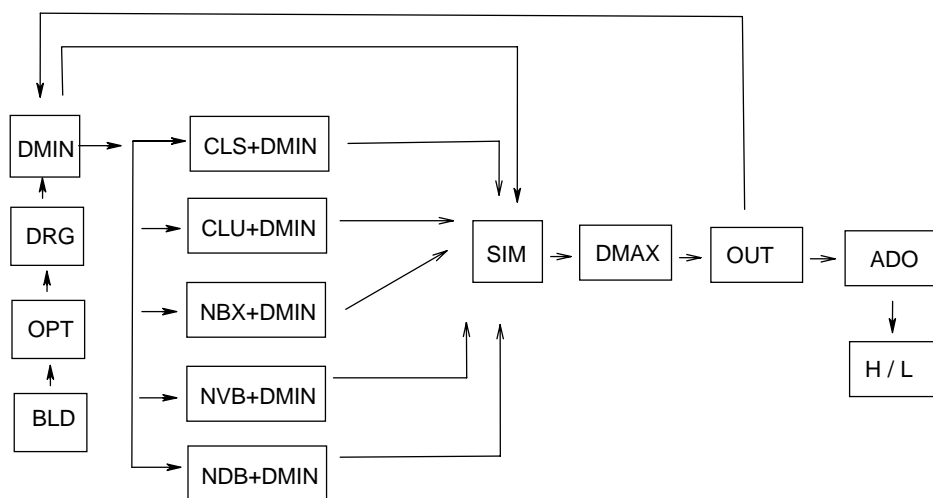 DMIN
DRG
OPT
BLD
CLS+DMIN
CLU+DMIN
NBX+DMIN
NVB+DMIN
NDB+DMIN
SIM
DMAX
OUT
ADO
H / L